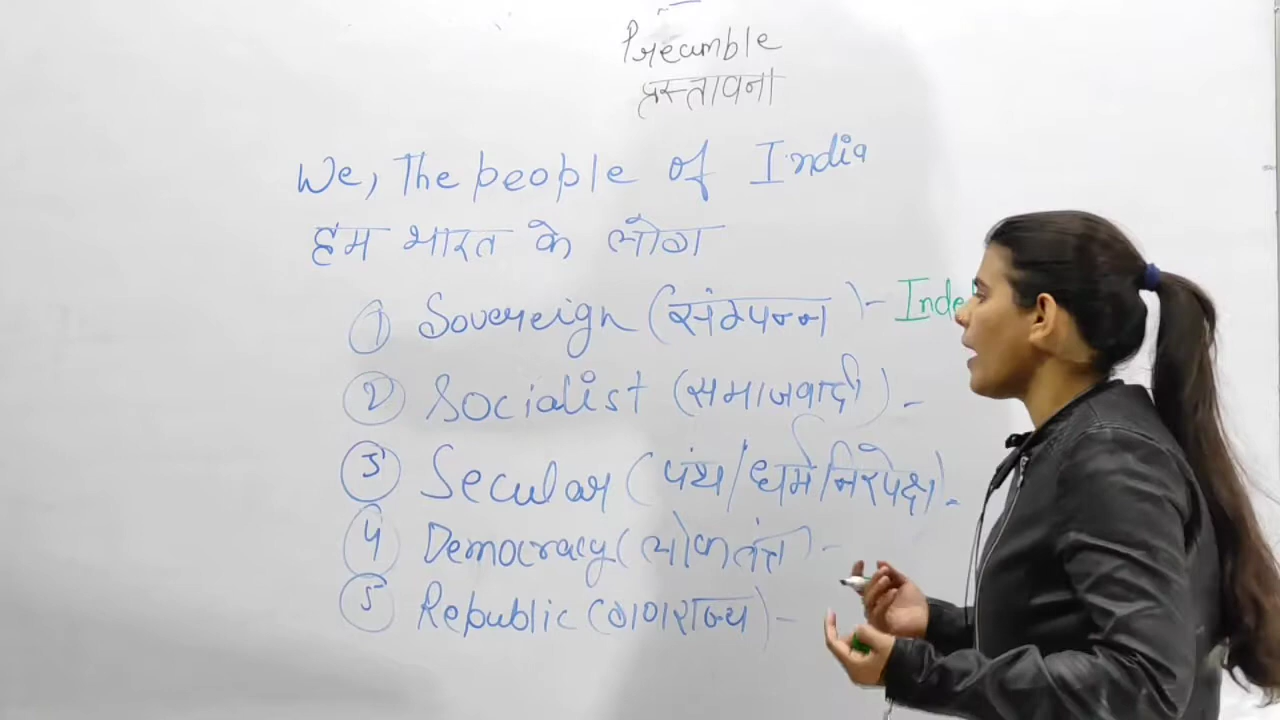 Preamble
प्रस्तावना
We, The people of India
हम भारत के लोग
1 Sovereign (संम्पन्न) - Inde
2 Socialist (समाजवादी) -
3 Secular (पंथ/धर्म निरपेक्ष) -
4 Democracy (लोकतंत्र) -
5 Republic (गणराज्य) -